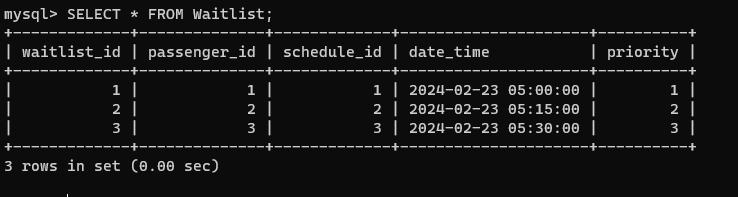 mysql> SELECT * FROM Waitlist;
+-------------+--------------+-------------+---------------------+----------+
| waitlist_id | passenger_id | schedule_id | date_time           | priority |
+-------------+--------------+-------------+---------------------+----------+
|           1 |            1 |           1 | 2024-02-23 05:00:00 |        1 |
|           2 |            2 |           2 | 2024-02-23 05:15:00 |        2 |
|           3 |            3 |           3 | 2024-02-23 05:30:00 |        3 |
+-------------+--------------+-------------+---------------------+----------+
3 rows in set (0.00 sec)